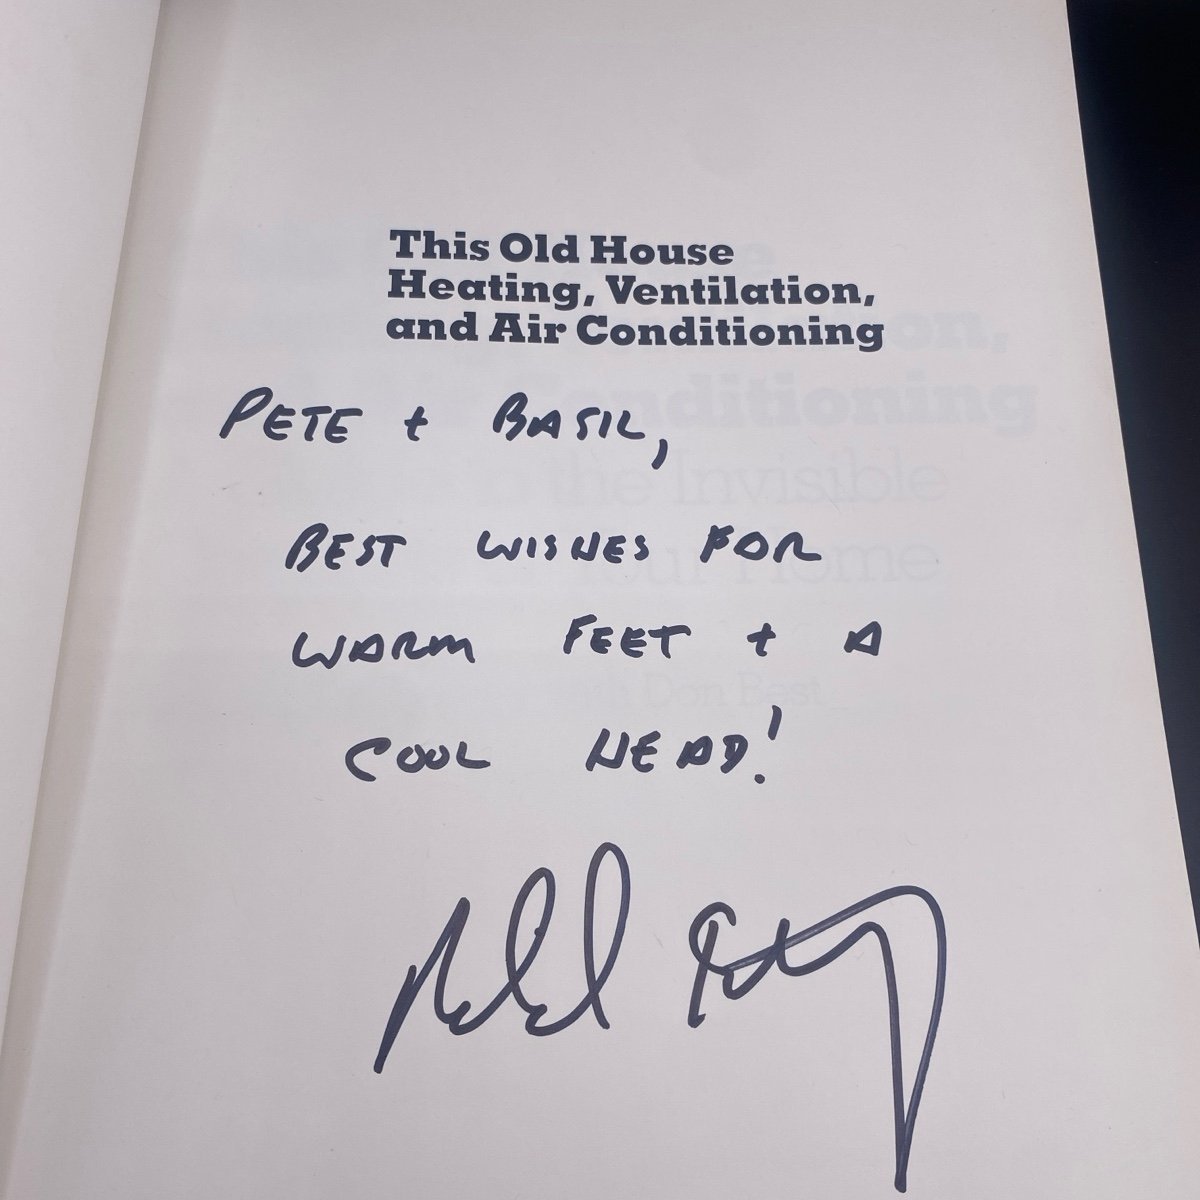 This Old House
Heating, Ventilation,
and Air Conditioning
PETE + BASIL,
BEST WISHES FOR
WARM FEET + A
COOL HEAD!